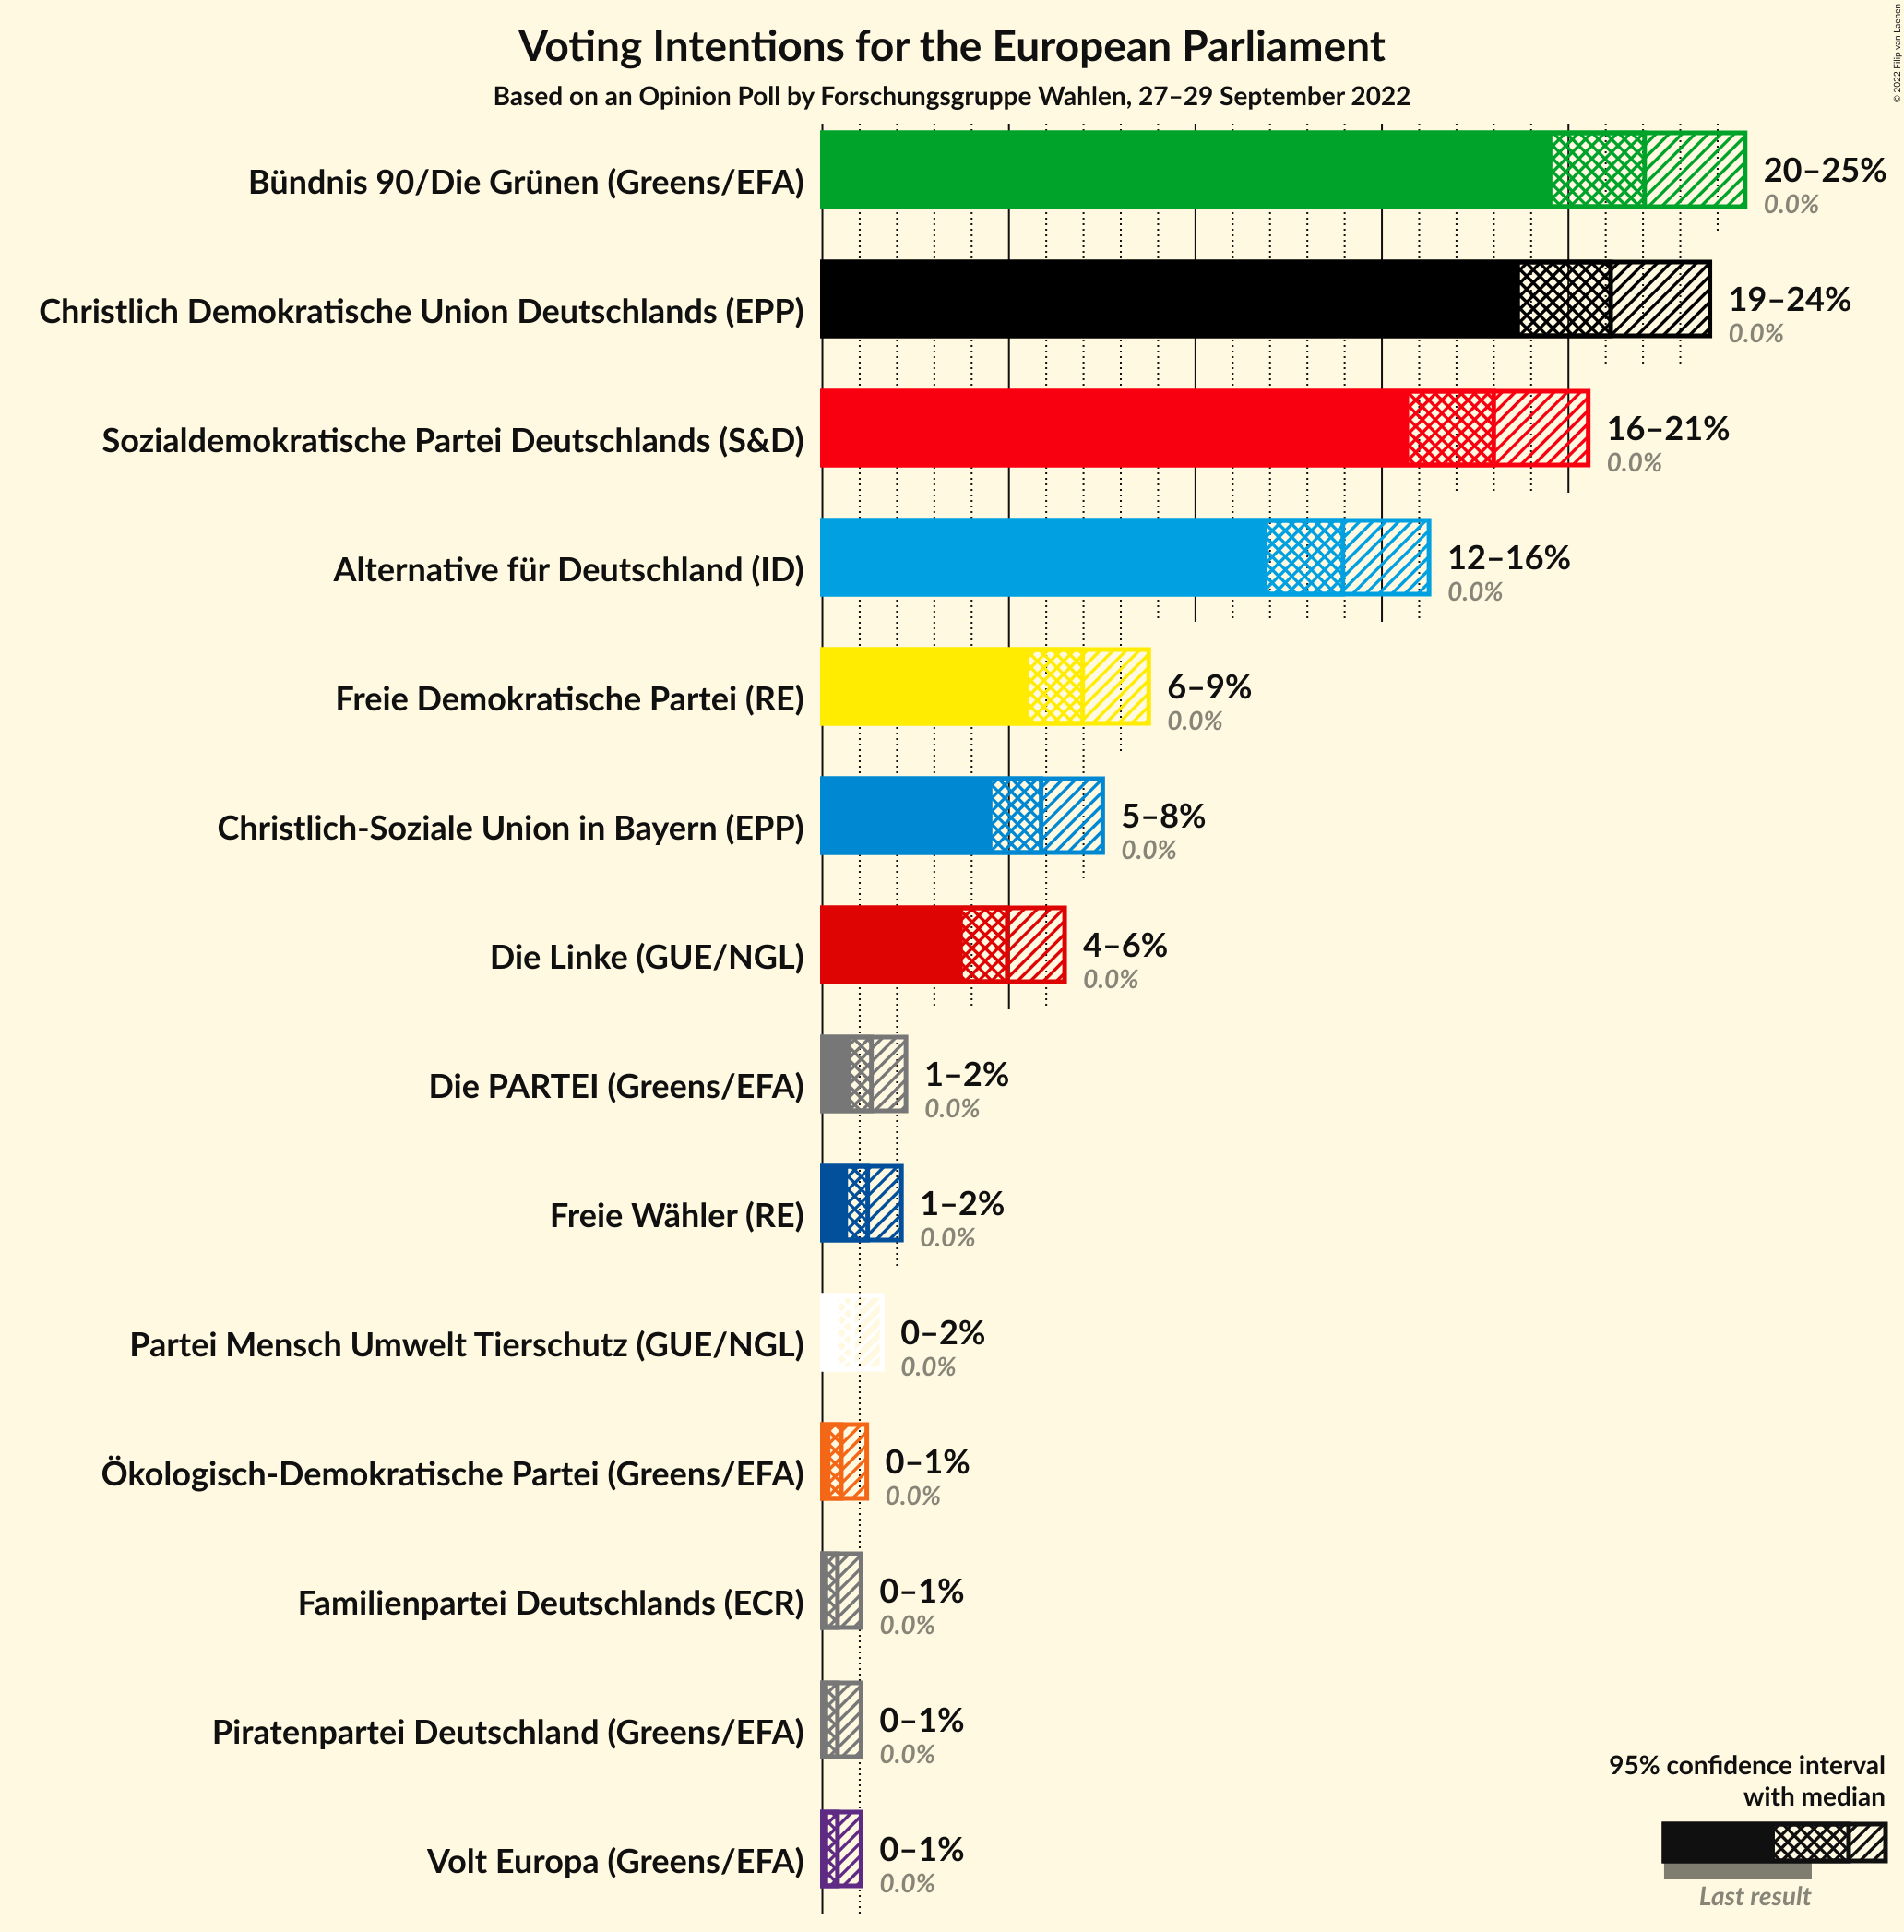 Voting Intentions for the European Parliament
Based on an Opinion Poll by Forschungsgruppe Wahlen, 27–29 September 2022
© 2022 Filip van Laenen
Bündnis 90/Die Grünen (Greens/EFA)
20–25%
0.0%
Christlich Demokratische Union Deutschlands (EPP)
19–24%
0.0%
Sozialdemokratische Partei Deutschlands (S&D)
16–21%
0.0%
Alternative für Deutschland (ID)
12–16%
0.0%
Freie Demokratische Partei (RE)
6–9%
0.0%
Christlich-Soziale Union in Bayern (EPP)
5–8%
0.0%
Die Linke (GUE/NGL)
4–6%
0.0%
Die PARTEI (Greens/EFA)
1–2%
0.0%
Freie Wähler (RE)
1–2%
0.0%
Partei Mensch Umwelt Tierschutz (GUE/NGL)
0–2%
0.0%
Ökologisch-Demokratische Partei (Greens/EFA)
0–1%
0.0%
Familienpartei Deutschlands (ECR)
0–1%
0.0%
Piratenpartei Deutschland (Greens/EFA)
0–1%
0.0%
Volt Europa (Greens/EFA)
0–1%
0.0%
95% confidence interval
with median
Last result